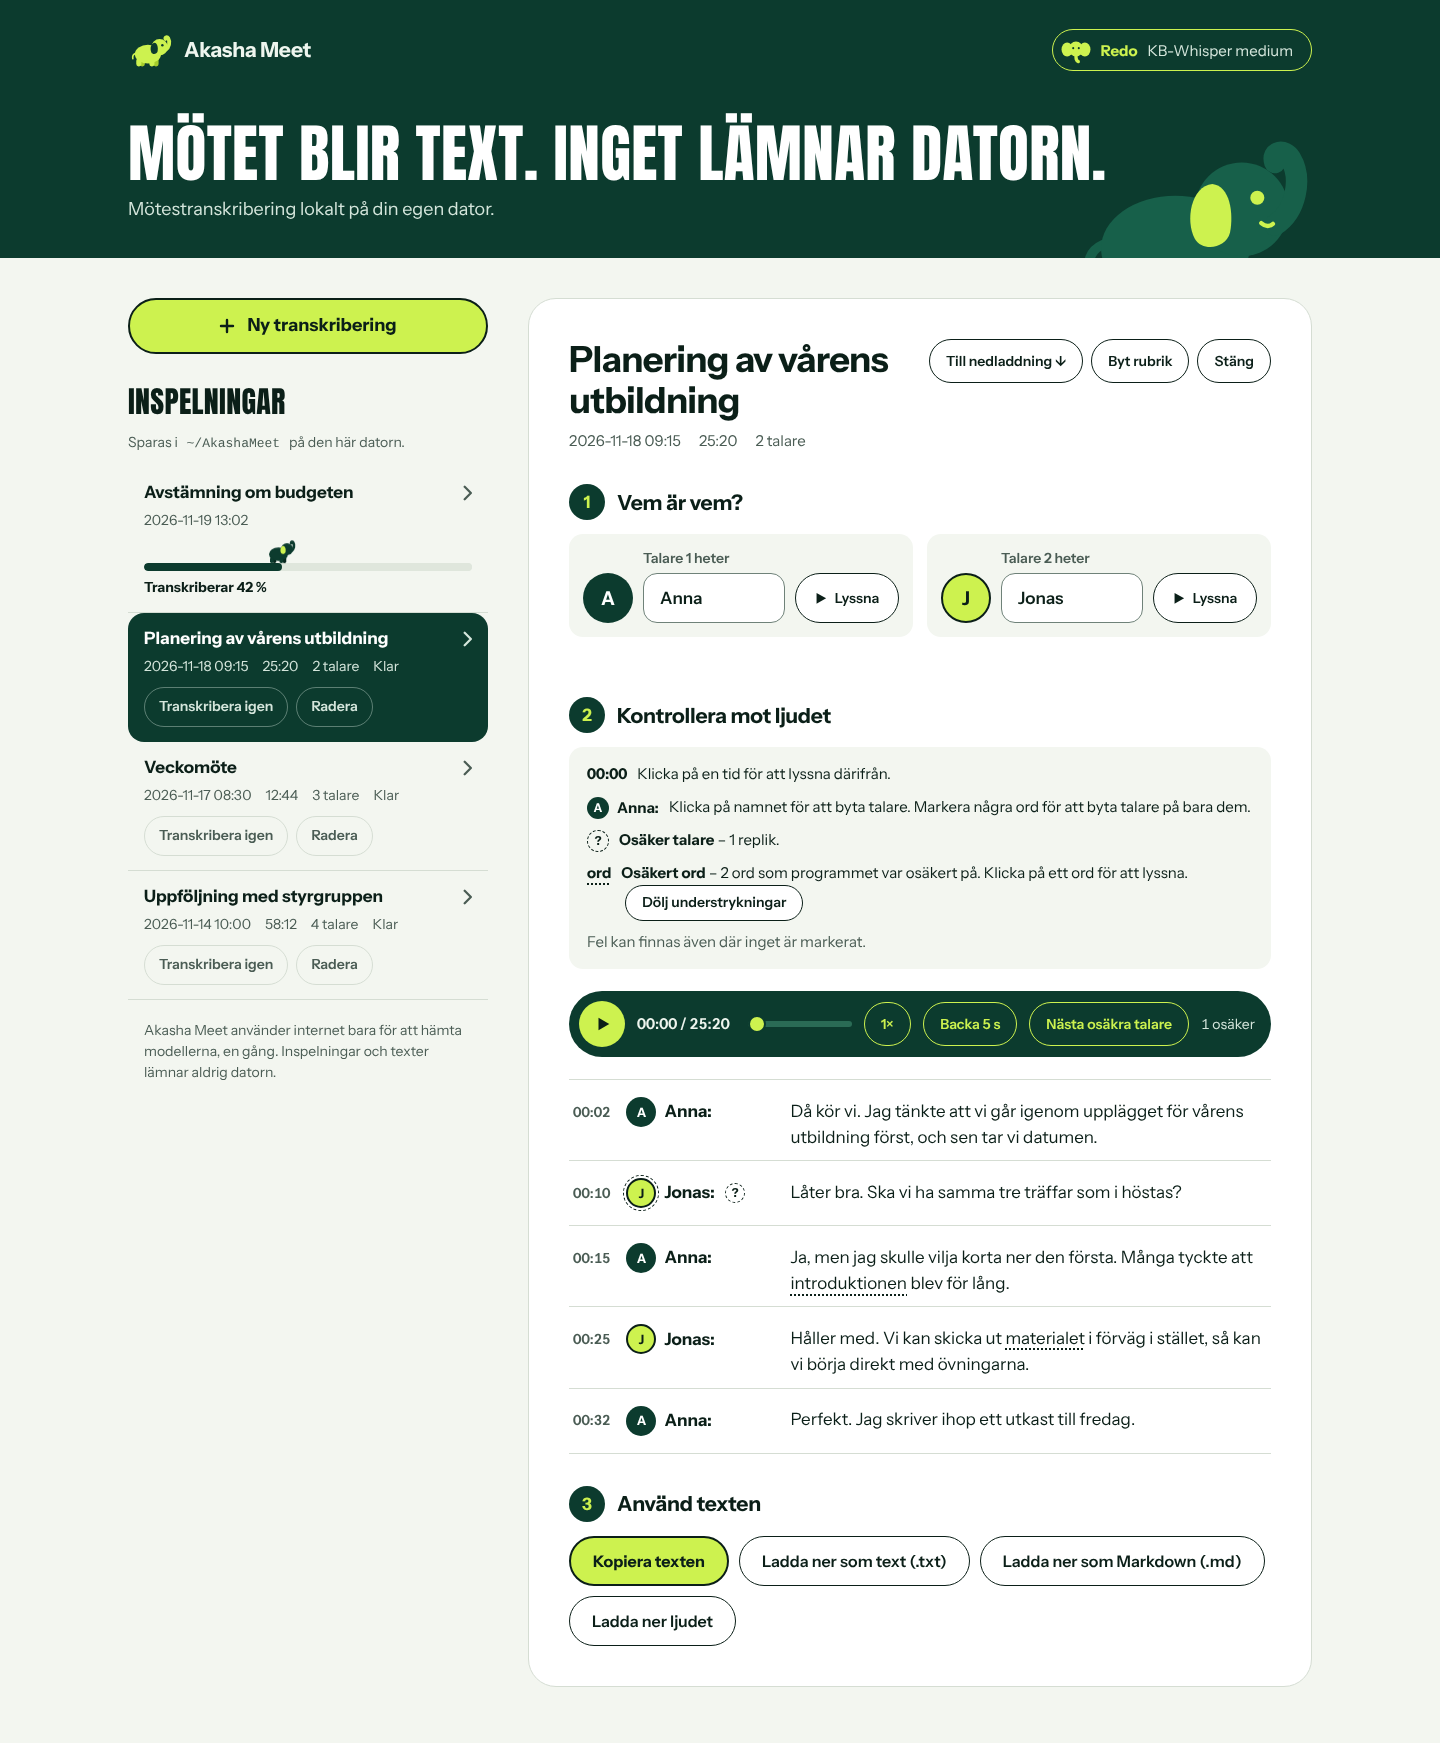 Akasha Meet
Redo KB-Whisper medium
MÖTET BLIR TEXT. INGET LÄMNAR DATORN.
Mötestranskribering lokalt på din egen dator.
+ Ny transkribering
INSPELNINGAR
Sparas i ~/AkashaMeet på den här datorn.
Avstämning om budgeten
2026-11-19 13:02
Transkriberar 42 %
Planering av vårens utbildning
2026-11-18 09:15 25:20 2 talare Klar
Transkribera igen Radera
Veckomöte
2026-11-17 08:30 12:44 3 talare Klar
Transkribera igen Radera
Uppföljning med styrgruppen
2026-11-14 10:00 58:12 4 talare Klar
Transkribera igen Radera
Akasha Meet använder internet bara för att hämta
modellerna, en gång. Inspelningar och texter
lämnar aldrig datorn.
Planering av vårens
utbildning
Till nedladdning ↓ Byt rubrik Stäng
2026-11-18 09:15 25:20 2 talare
1 Vem är vem?
Talare 1 heter
A Anna Lyssna
Talare 2 heter
J Jonas Lyssna
2 Kontrollera mot ljudet
00:00 Klicka på en tid för att lyssna därifrån.
A Anna: Klicka på namnet för att byta talare. Markera några ord för att byta talare på bara dem.
? Osäker talare – 1 replik.
ord Osäkert ord – 2 ord som programmet var osäkert på. Klicka på ett ord för att lyssna.
Dölj understrykningar
Fel kan finnas även där inget är markerat.
00:00 / 25:20 1× Backa 5 s Nästa osäkra talare 1 osäker
00:02 A Anna: Då kör vi. Jag tänkte att vi går igenom upplägget för vårens
utbildning först, och sen tar vi datumen.
00:10 J Jonas: ? Låter bra. Ska vi ha samma tre träffar som i höstas?
00:15 A Anna: Ja, men jag skulle vilja korta ner den första. Många tyckte att
introduktionen blev för lång.
00:25 J Jonas: Håller med. Vi kan skicka ut materialet i förväg i stället, så kan
vi börja direkt med övningarna.
00:32 A Anna: Perfekt. Jag skriver ihop ett utkast till fredag.
3 Använd texten
Kopiera texten Ladda ner som text (.txt) Ladda ner som Markdown (.md)
Ladda ner ljudet